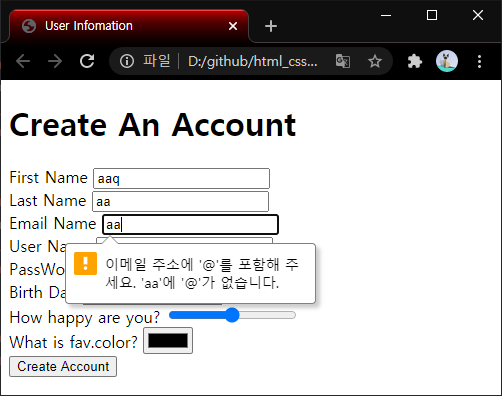 User Infomation
파일 D:/github/html_css...
Create An Account
First Name aaq
Last Name aa
Email Name aa
User Na
이메일 주소에 '@'를 포함해 주
세요. 'aa'에 '@'가 없습니다.
PassWo
Birth Da
How happy are you?
What is fav.color?
Create Account